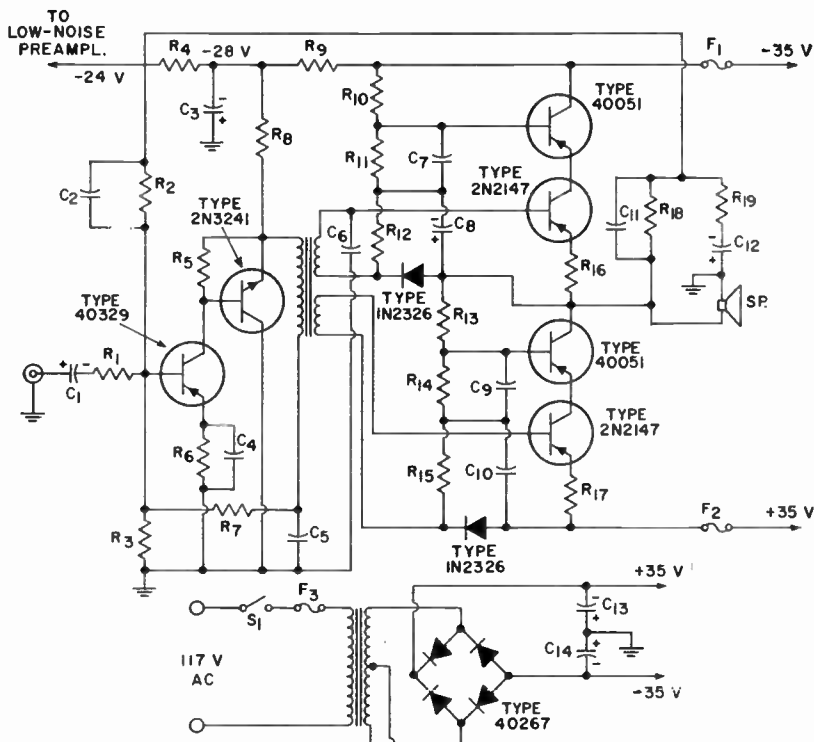 TO
LOW-NOISE
PREAMPL.
-24 V
R4
-28 V
R9
F1
-35 V
C3
-
+
R8
R10
R11
C7
TYPE
40051
C2
R2
TYPE
2N3241
TYPE
2N2147
C11
R18
R19
C6
R12
-
C8
+
-
C12
+
R5
R16
TYPE
40329
TYPE
1N2326
R13
SP.
TYPE
40051
+ -
C1
R1
R14
C9
TYPE
2N2147
R6
C4
R15
C10
R17
R3
R7
C5
F2
+35 V
TYPE
1N2326
F3
S1
+35 V
-
C13
+
117 V
AC
C14
+
-
-35 V
TYPE
40267